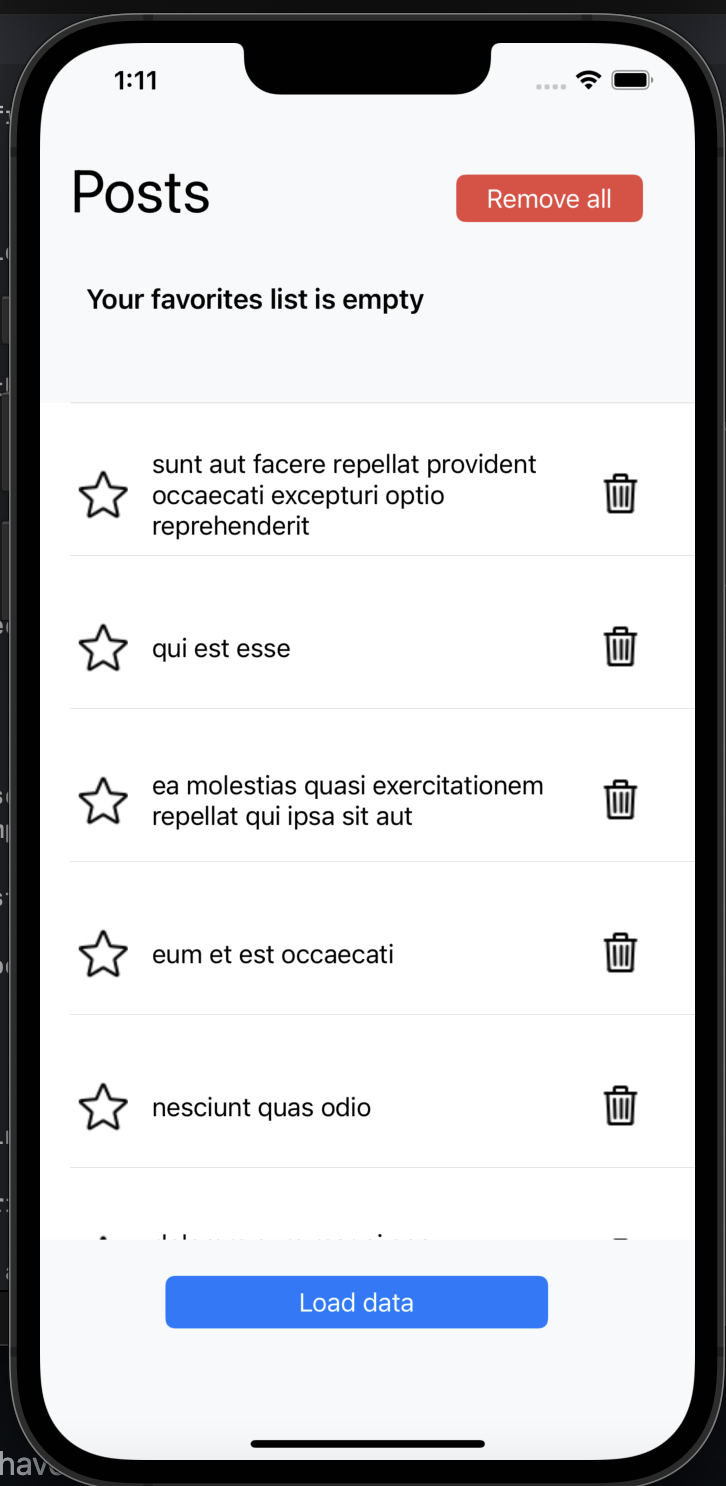 1:11
Posts
Remove all
Your favorites list is empty
sunt aut facere repellat provident
occaecati excepturi optio
reprehenderit
qui est esse
ea molestias quasi exercitationem
repellat qui ipsa sit aut
eum et est occaecati
nesciunt quas odio
Load data